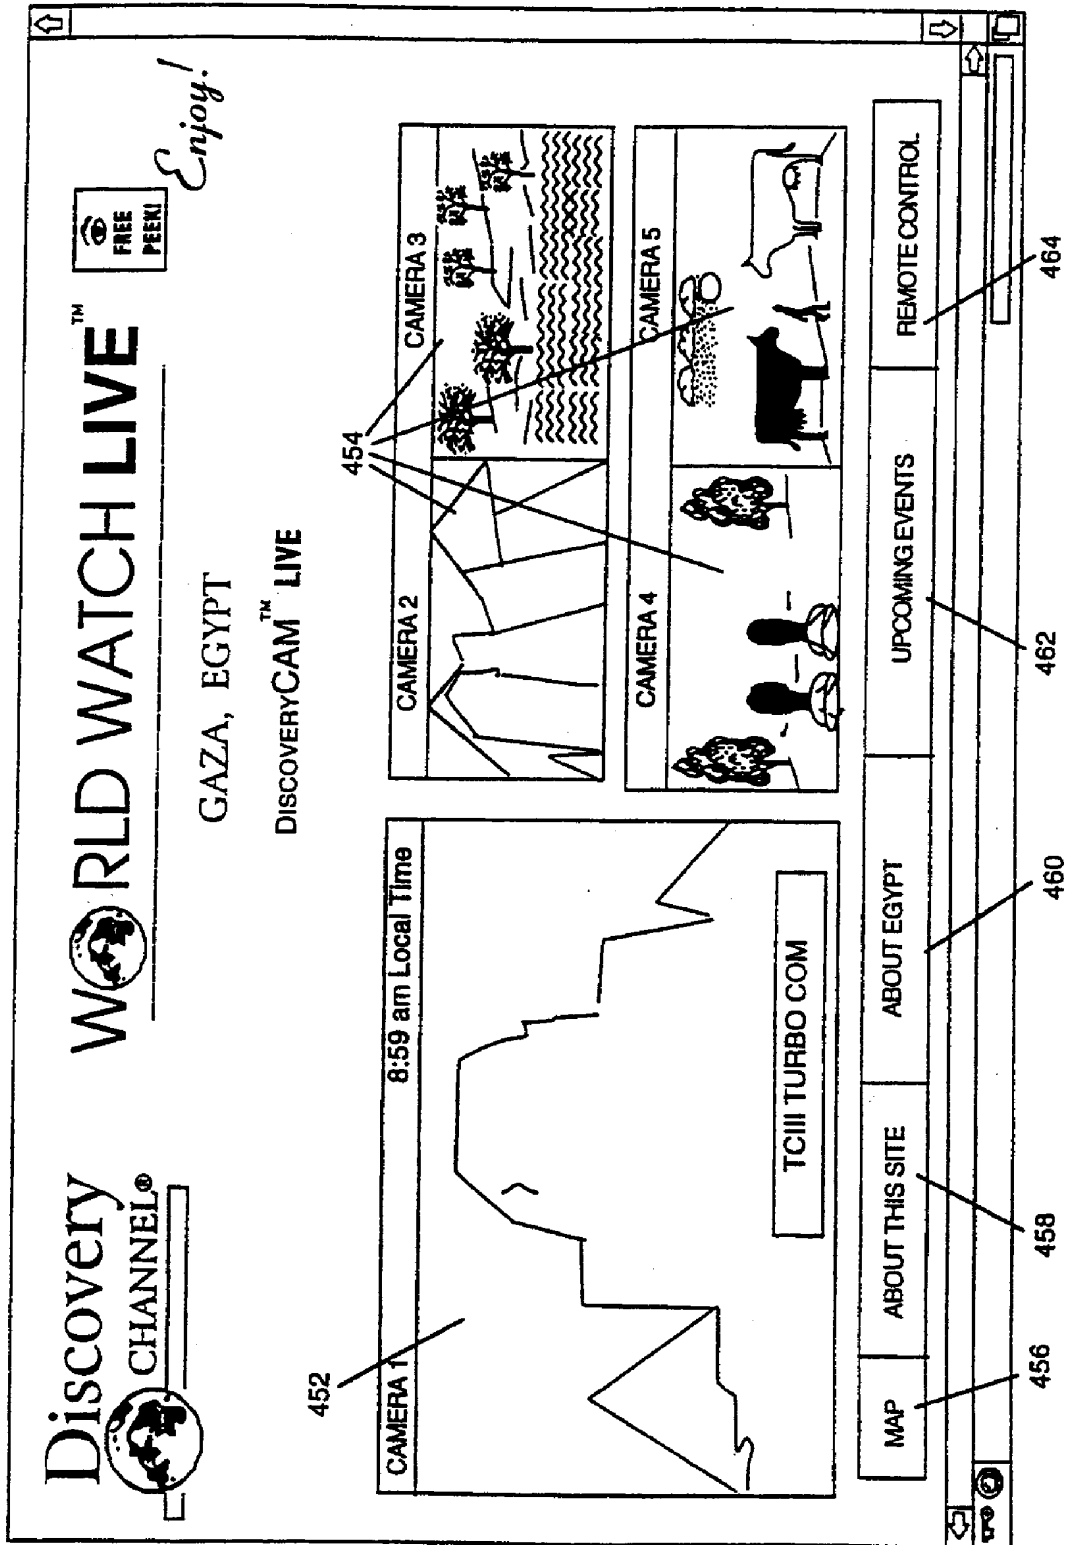 Discovery
CHANNEL®
WORLD WATCH LIVE™
FREE
PEEK!
Enjoy!
GAZA, EGYPT
DISCOVERYCAM™ LIVE
452
CAMERA 1 8:59 am Local Time
TCIII TURBO COM
454
CAMERA 2 CAMERA 3
CAMERA 4 CAMERA 5
MAP ABOUT THIS SITE ABOUT EGYPT UPCOMING EVENTS REMOTE CONTROL
456 458 460 462 464